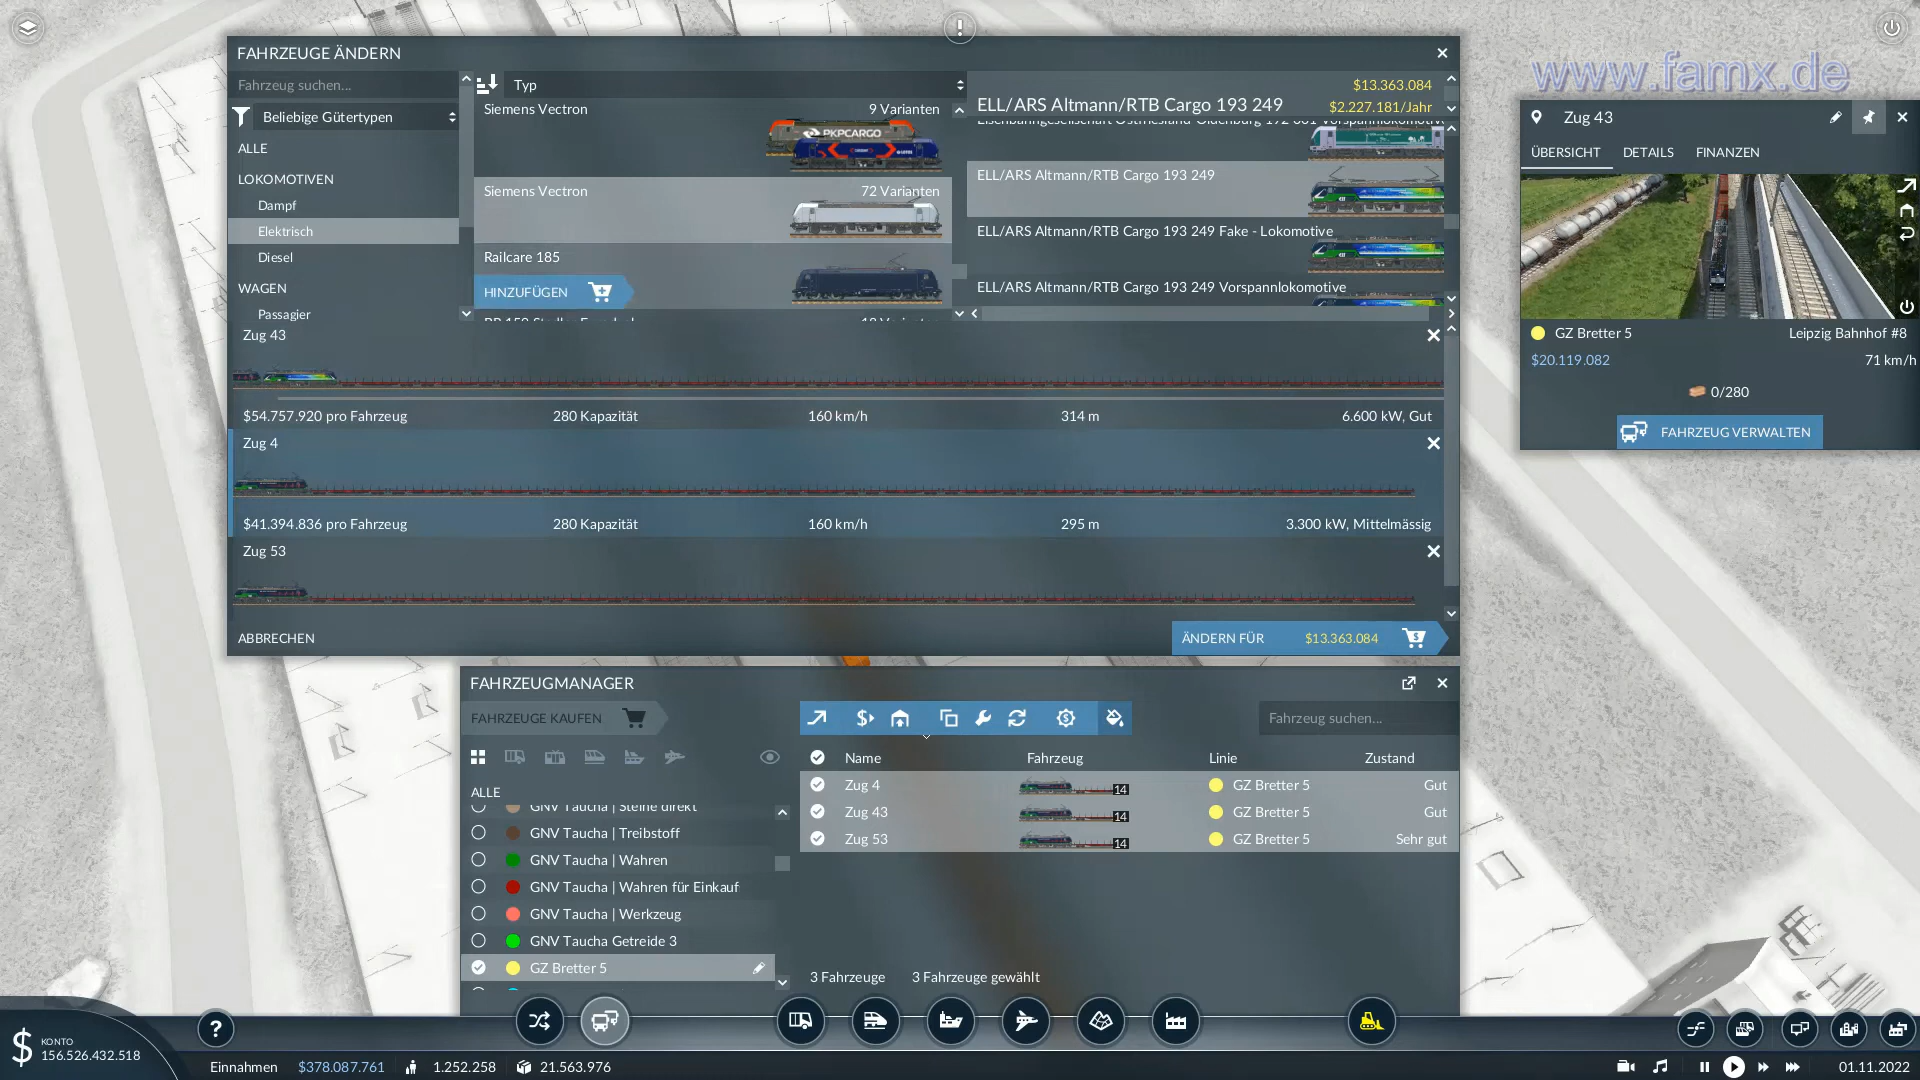 www.famx.de
FAHRZEUGE ÄNDERN
Fahrzeug suchen...
Beliebige Gütertypen
ALLE
LOKOMOTIVEN
Dampf
Elektrisch
Diesel
WAGEN
Passagier
Typ
Siemens Vectron
9 Varianten
PKPCARGO
Siemens Vectron
72 Varianten
Railcare 185
HINZUFÜGEN
$13.363.084
ELL/ARS Altmann/RTB Cargo 193 249
$2.227.181/Jahr
ELL/ARS Altmann/RTB Cargo 193 249
ELL/ARS Altmann/RTB Cargo 193 249 Fake - Lokomotive
ELL/ARS Altmann/RTB Cargo 193 249 Vorspannlokomotive
Zug 43
$54.757.920 pro Fahrzeug 280 Kapazität 160 km/h 314 m 6.600 kW, Gut
Zug 4
$41.394.836 pro Fahrzeug 280 Kapazität 160 km/h 295 m 3.300 kW, Mittelmässig
Zug 53
ABBRECHEN
ÄNDERN FÜR $13.363.084
Zug 43
ÜBERSICHT DETAILS FINANZEN
GZ Bretter 5 Leipzig Bahnhof #8
$20.119.082 71 km/h
0/280
FAHRZEUG VERWALTEN
FAHRZEUGMANAGER
FAHRZEUGE KAUFEN
Fahrzeug suchen...
ALLE
GNV Taucha | Steine direkt
GNV Taucha | Treibstoff
GNV Taucha | Wahren
GNV Taucha | Wahren für Einkauf
GNV Taucha | Werkzeug
GNV Taucha Getreide 3
GZ Bretter 5
Name Fahrzeug Linie Zustand
Zug 4 14 GZ Bretter 5 Gut
Zug 43 14 GZ Bretter 5 Gut
Zug 53 14 GZ Bretter 5 Sehr gut
3 Fahrzeuge 3 Fahrzeuge gewählt
KONTO
156.526.432.518
Einnahmen $378.087.761 1.252.258 21.563.976
01.11.2022